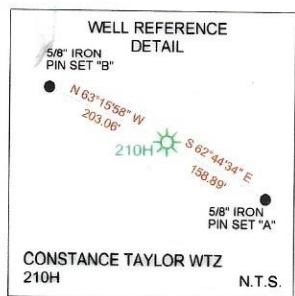 WELL REFERENCE
DETAIL
5/8" IRON
PIN SET "B"
N 63°15'58" W
203.06'
210H
S 62°44'34" E
158.89'
5/8" IRON
PIN SET "A"
CONSTANCE TAYLOR WTZ
210H
N.T.S.